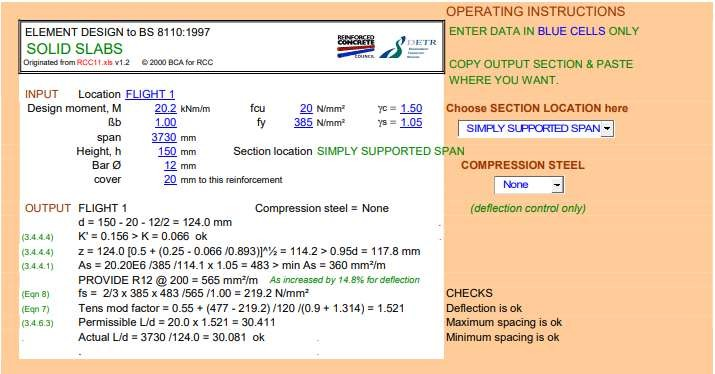 OPERATING INSTRUCTIONS
ELEMENT DESIGN to BS 8110:1997
SOLID SLABS
Originated from RCC11.xls v1.2 © 2000 BCA for RCC
REINFORCED
CONCRETE
COUNCIL
DETR
ENTER DATA IN BLUE CELLS ONLY
COPY OUTPUT SECTION & PASTE
WHERE YOU WANT.
INPUT Location FLIGHT 1
Design moment, M 20.2 kNm/m fcu 20 N/mm² γc = 1.50
ßb 1.00 fy 385 N/mm² γs = 1.05
span 3730 mm
Height, h 150 mm Section location SIMPLY SUPPORTED SPAN
Bar Ø 12 mm
cover 20 mm to this reinforcement
Choose SECTION LOCATION here
SIMPLY SUPPORTED SPAN
COMPRESSION STEEL
None
(deflection control only)
OUTPUT FLIGHT 1 Compression steel = None
d = 150 - 20 - 12/2 = 124.0 mm
(3.4.4.4) K' = 0.156 > K = 0.066 ok
(3.4.4.4) z = 124.0 [0.5 + (0.25 - 0.066 /0.893)]^½ = 114.2 > 0.95d = 117.8 mm
(3.4.4.1) As = 20.20E6 /385 /114.1 x 1.05 = 483 > min As = 360 mm²/m
PROVIDE R12 @ 200 = 565 mm²/m As increased by 14.8% for deflection
(Eqn 8) fs = 2/3 x 385 x 483 /565 /1.00 = 219.2 N/mm²
(Eqn 7) Tens mod factor = 0.55 + (477 - 219.2) /120 /(0.9 + 1.314) = 1.521
(3.4.6.3) Permissible L/d = 20.0 x 1.521 = 30.411
Actual L/d = 3730 /124.0 = 30.081 ok
CHECKS
Deflection is ok
Maximum spacing is ok
Minimum spacing is ok